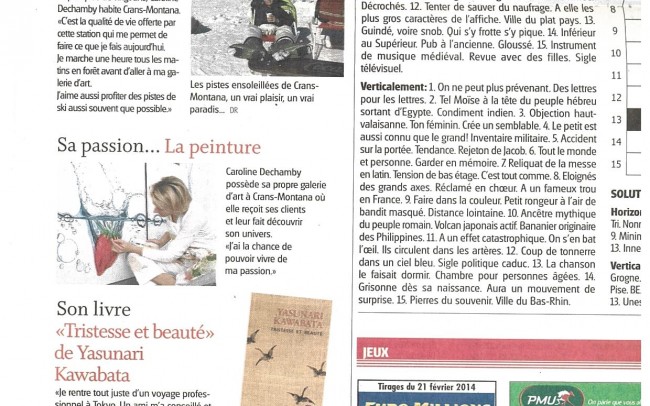 Dechamby habite Crans-Montana.
«C'est la qualité de vie offerte par
cette station qui me permet de
faire ce que je fais aujourd'hui.
Je marche une heure tous les ma-
tins en forêt avant d'aller à ma ga-
lerie d'art.
J'aime aussi profiter des pistes de
ski aussi souvent que possible.»
Les pistes ensoleillées de Crans-
Montana, un vrai plaisir, un vrai
paradis... DR
Sa passion... La peinture
Caroline Dechamby
possède sa propre galerie
d'art à Crans-Montana où
elle reçoit ses clients
et leur fait découvrir
son univers.
«J'ai la chance de
pouvoir vivre de
ma passion.»
Son livre
«Tristesse et beauté»
de Yasunari
Kawabata
YASUNARI
KAWABATA
TRISTESSE ET BEAUTÉ
«Je rentre tout juste d'un voyage profes-
sionnel à Tokyo. Un ami m'a conseillé et
Décrochés. 12. Tenter de sauver du naufrage. A elle les
plus gros caractères de l'affiche. Ville du plat pays. 13.
Guindé, voire snob. Qui s'y frotte s'y pique. 14. Inférieur
au Supérieur. Pub à l'ancienne. Gloussé. 15. Instrument
de musique médiéval. Revue avec des filles. Sigle
télévisuel.
Verticalement: 1. On ne peut plus prévenant. Des lettres
pour les lettres. 2. Tel Moïse à la tête du peuple hébreu
sortant d'Egypte. Condiment indien. 3. Objection haut-
valaisanne. Ton féminin. Crée un semblable. 4. Le petit est
aussi connu que le grand! Inventaire militaire. 5. Accident
sur la portée. Tendance. Rejeton de Jacob. 6. Tout le monde
et personne. Garder en mémoire. 7. Reliquat de la messe
en latin. Tension de bas étage. C'est tout comme. 8. Eloignés
des grands axes. Réclamé en chœur. A un fameux trou
en France. 9. Faire dans la couleur. Petit rongeur à l'air de
bandit masqué. Distance lointaine. 10. Ancêtre mythique
du peuple romain. Volcan japonais actif. Bananier originaire
des Philippines. 11. A un effet catastrophique. On s'en bat
l'œil. Ils circulent dans les artères. 12. Coup de tonnerre
dans un ciel bleu. Sigle politique caduc. 13. La chanson
le faisait dormir. Chambre pour personnes âgées. 14.
Grisonne dès sa naissance. Aura un mouvement de
surprise. 15. Pierres du souvenir. Ville du Bas-Rhin.
8
9
10
11
12
13
14
15
SOLUT
Horizon
Tri. Nonn
9. Minin
13. Inne
Vertica
Grogne.
Pise. BE.
13. Unes
JEUX
Tirages du 21 février 2014
EURO MILLIONS
PMU
On parie que vous al